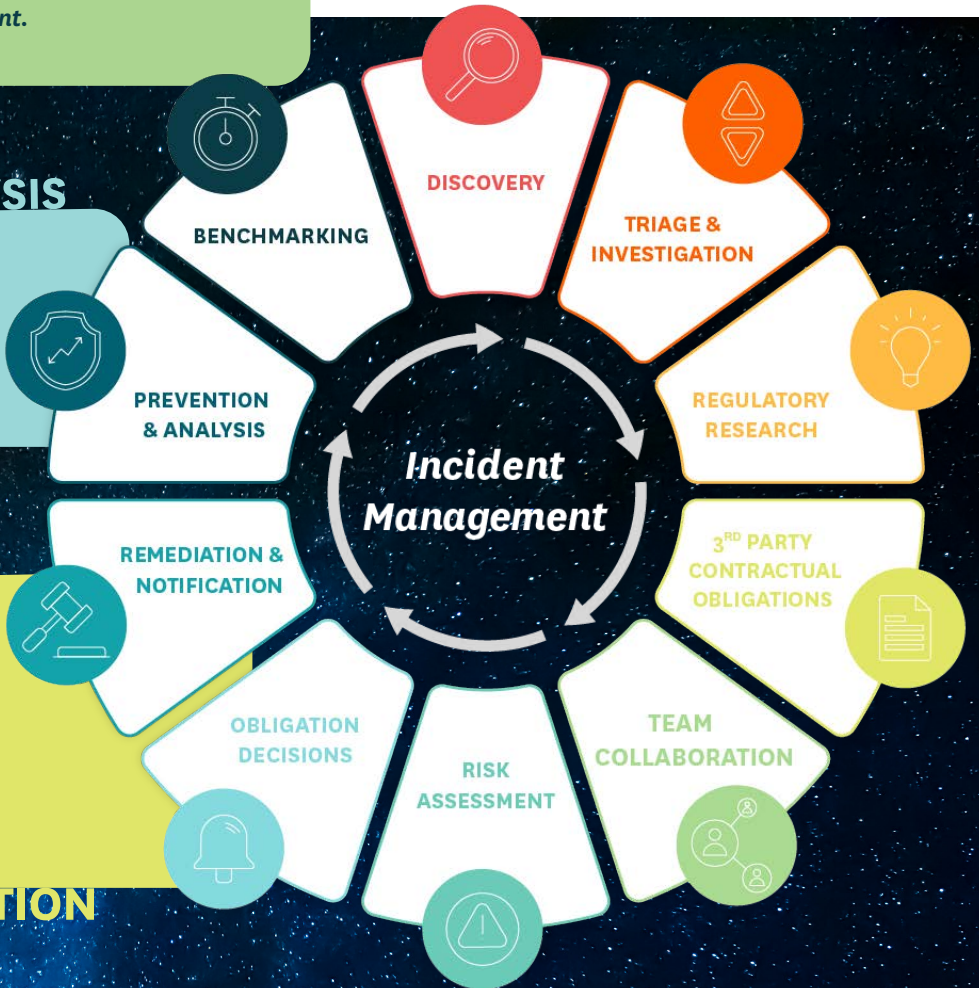 nt.
SIS
TION
DISCOVERY
TRIAGE &
INVESTIGATION
REGULATORY
RESEARCH
3RD PARTY
CONTRACTUAL
OBLIGATIONS
TEAM
COLLABORATION
RISK
ASSESSMENT
OBLIGATION
DECISIONS
REMEDIATION &
NOTIFICATION
PREVENTION
& ANALYSIS
BENCHMARKING
Incident
Management